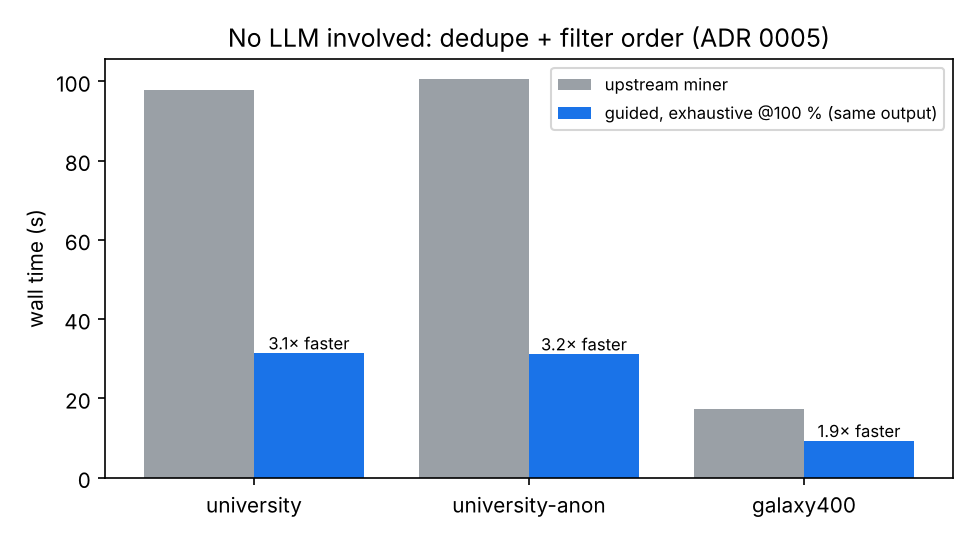 No LLM involved: dedupe + filter order (ADR 0005)
upstream miner
guided, exhaustive @100 % (same output)
wall time (s)
100
80
60
40
20
0
3.1× faster
3.2× faster
1.9× faster
university
university-anon
galaxy400